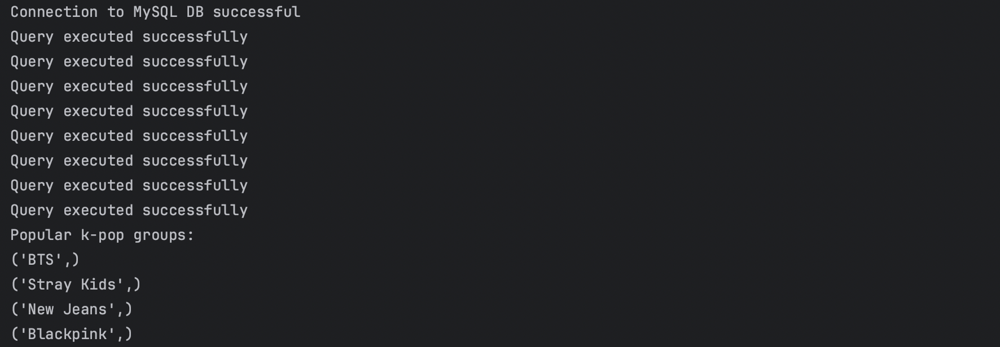 Connection to MySQL DB successful
Query executed successfully
Query executed successfully
Query executed successfully
Query executed successfully
Query executed successfully
Query executed successfully
Query executed successfully
Query executed successfully
Popular k-pop groups:
('BTS',)
('Stray Kids',)
('New Jeans',)
('Blackpink',)